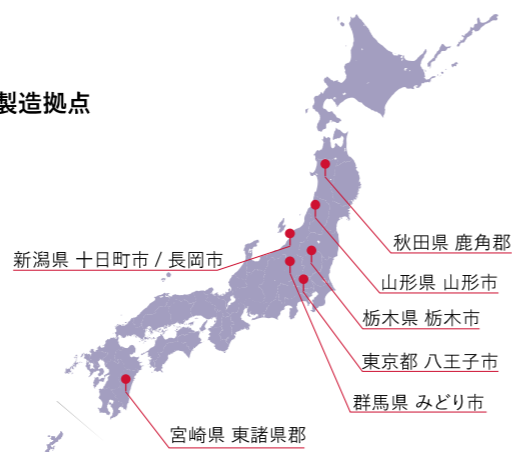 製造拠点
秋田県 鹿角郡
新潟県 十日町市 / 長岡市
山形県 山形市
栃木県 栃木市
東京都 八王子市
群馬県 みどり市
宮崎県 東諸県郡